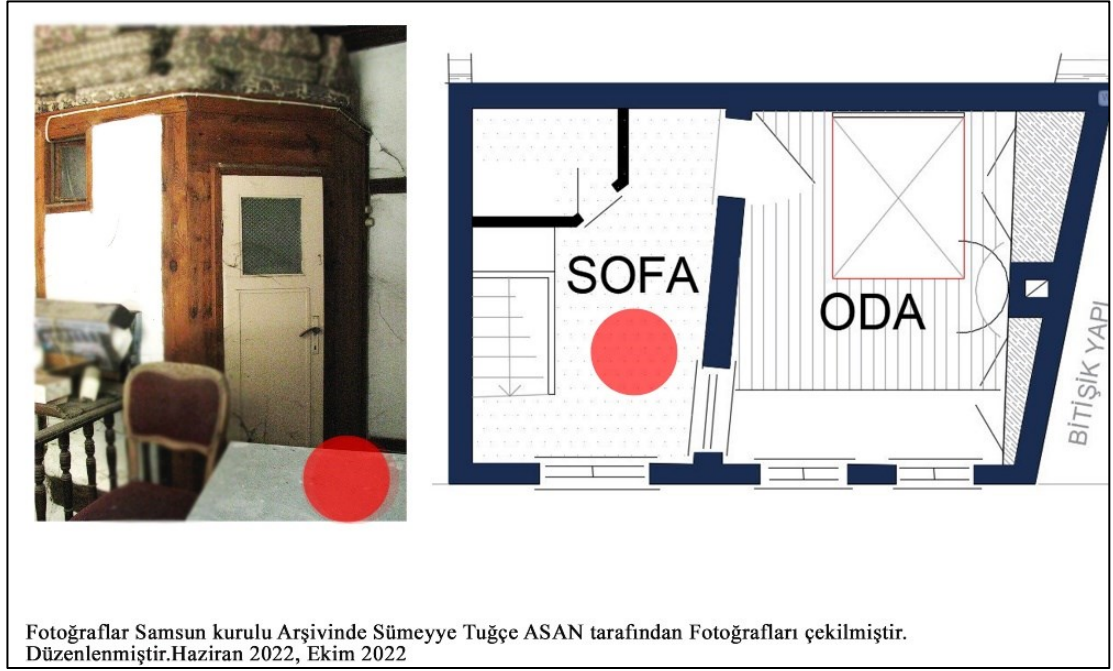 SOFA
ODA
BİTİŞİK YAPI
Fotoğraflar Samsun kurulu Arşivinde Sümeyye Tuğçe ASAN tarafından Fotoğrafları çekilmiştir.
Düzenlenmiştir.Haziran 2022, Ekim 2022